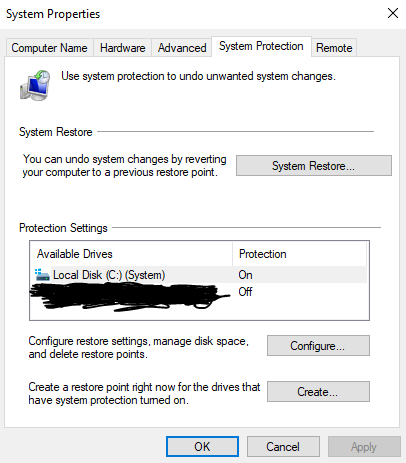 System Properties
Computer Name Hardware Advanced System Protection Remote
Use system protection to undo unwanted system changes.
System Restore
You can undo system changes by reverting
your computer to a previous restore point.
System Restore...
Protection Settings
Available Drives Protection
Local Disk (C:) (System) On
Off
Configure restore settings, manage disk space,
and delete restore points.
Configure...
Create a restore point right now for the drives that
have system protection turned on.
Create...
OK Cancel Apply